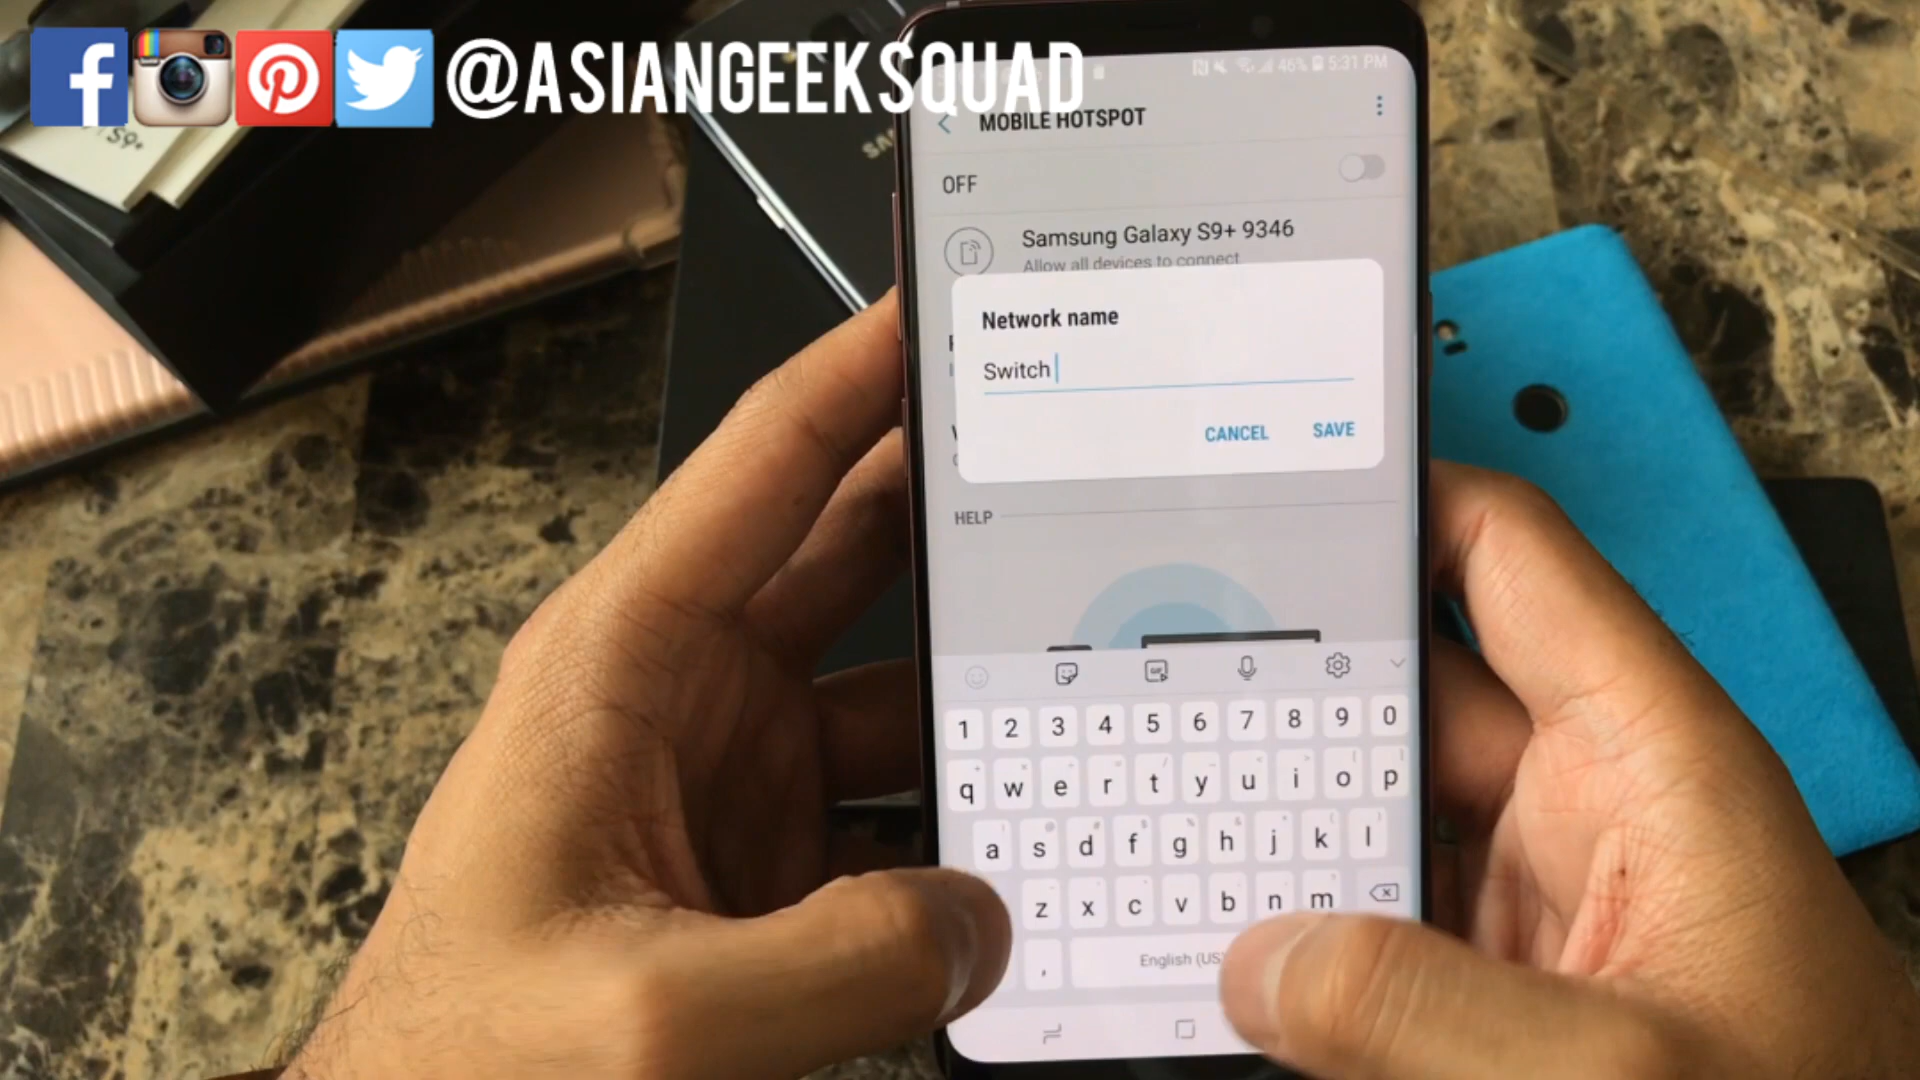 @ASIANGEEKSQUAD
S9+
46% 5:31 PM
MOBILE HOTSPOT
OFF
Samsung Galaxy S9+ 9346
Allow all devices to connect
Network name
Switch
CANCEL SAVE
HELP
1 2 3 4 5 6 7 8 9 0
q w e r t y u i o p
a s d f g h j k l
z x c v b n m
, English (US)